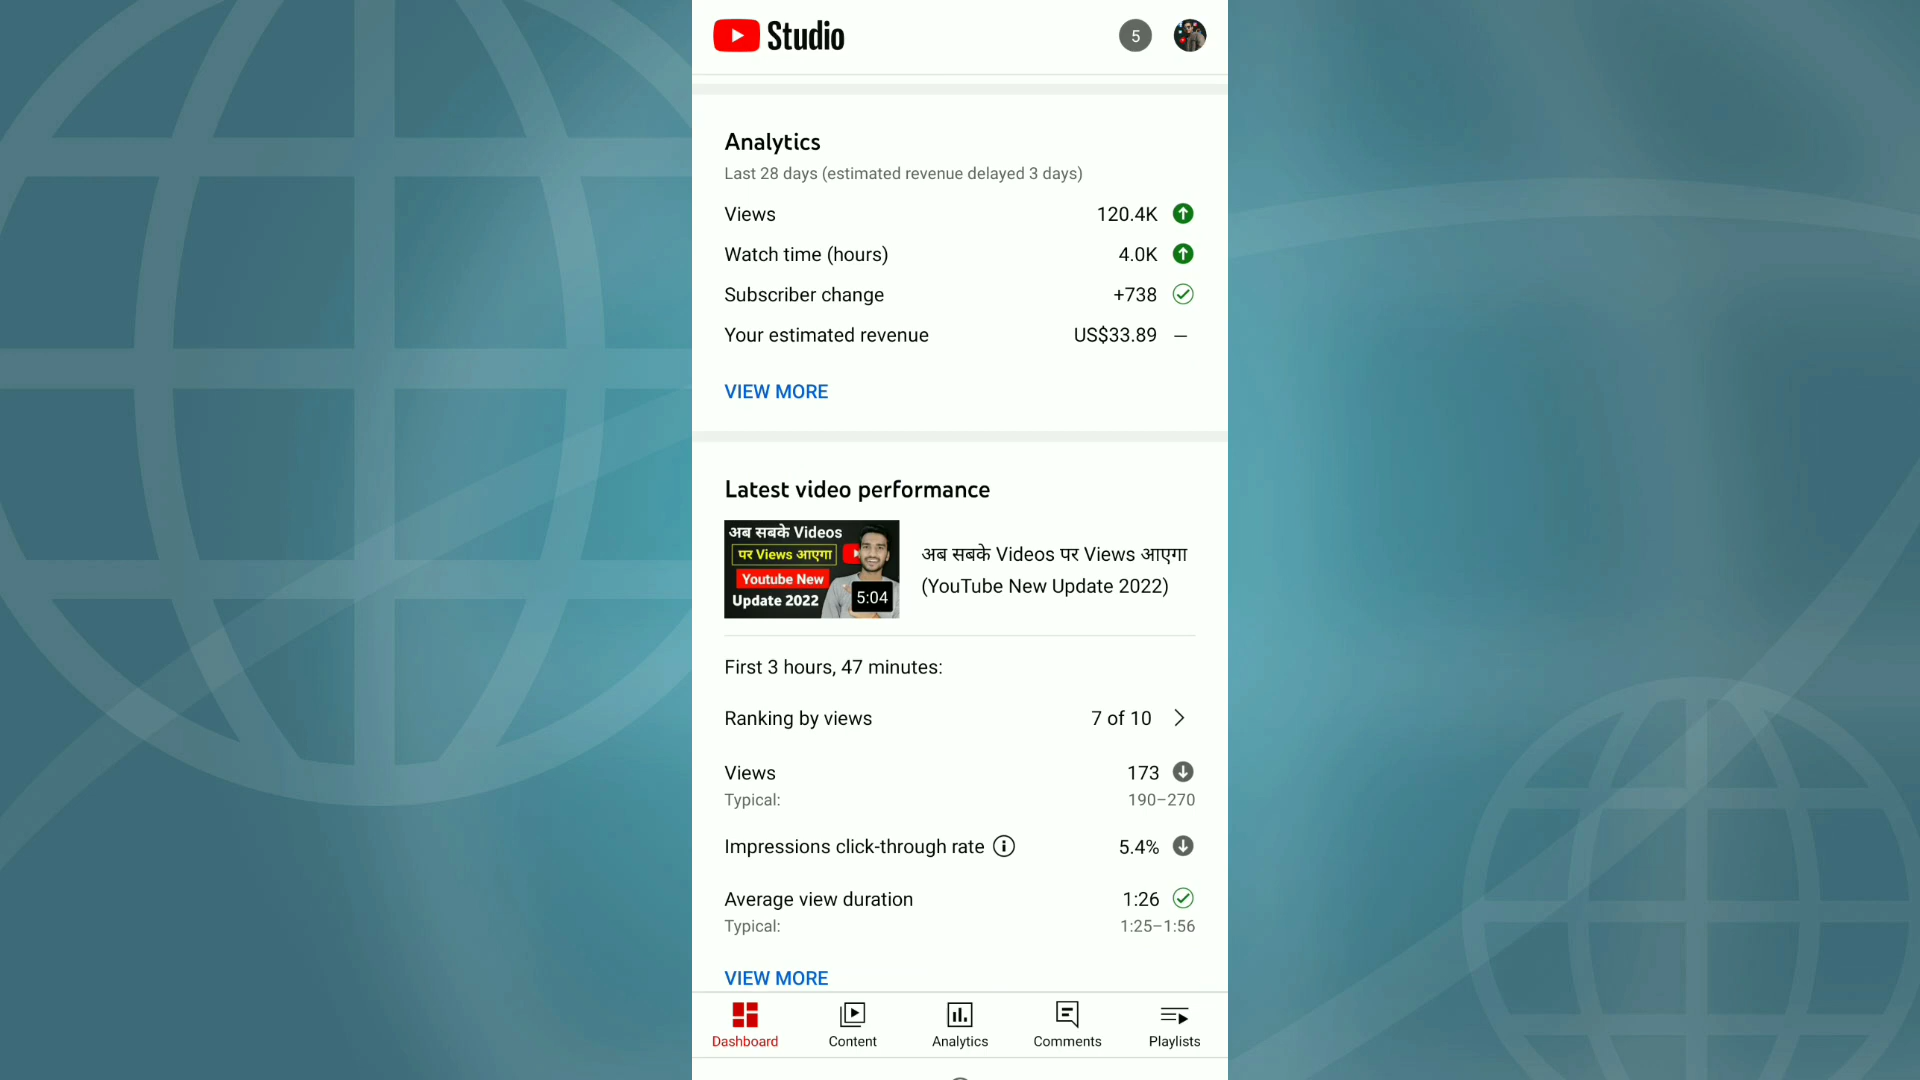 Studio
5
Analytics
Last 28 days (estimated revenue delayed 3 days)
Views 120.4K
Watch time (hours) 4.0K
Subscriber change +738
Your estimated revenue US$33.89 –
VIEW MORE
Latest video performance
अब सबके Videos
पर Views आएगा
Youtube New
Update 2022
5:04
अब सबके Videos पर Views आएगा
(YouTube New Update 2022)
First 3 hours, 47 minutes:
Ranking by views 7 of 10
Views 173
Typical: 190–270
Impressions click-through rate 5.4%
Average view duration 1:26
Typical: 1:25–1:56
VIEW MORE
Dashboard Content Analytics Comments Playlists